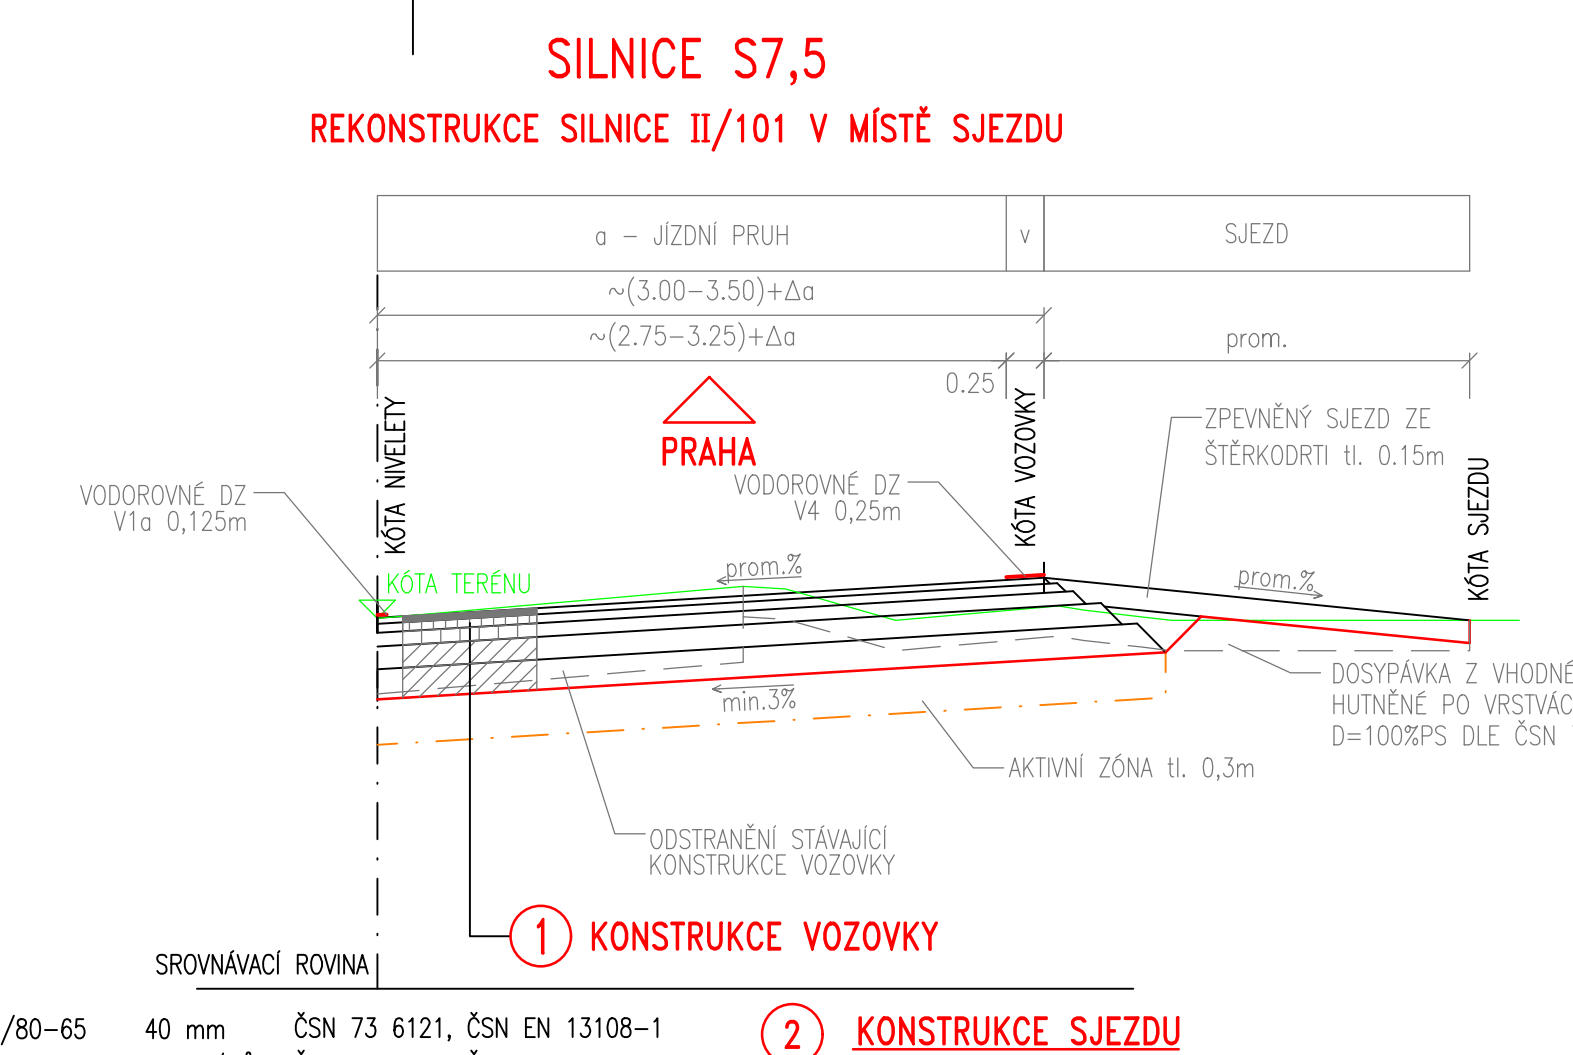 SILNICE S7,5
REKONSTRUKCE SILNICE II/101 V MÍSTĚ SJEZDU
a – JÍZDNÍ PRUH
v
SJEZD
~(3.00–3.50)+Δa
~(2.75–3.25)+Δa
prom.
0.25
PRAHA
KÓTA NIVELETY
KÓTA VOZOVKY
KÓTA SJEZDU
ZPEVNĚNÝ SJEZD ZE
ŠTĚRKODRTI tl. 0.15m
VODOROVNÉ DZ
V1a 0,125m
VODOROVNÉ DZ
V4 0,25m
KÓTA TERÉNU
prom.%
prom.%
min.3%
DOSYPÁVKA Z VHODNÉ
HUTNĚNÉ PO VRSTVÁC
D=100%PS DLE ČSN
AKTIVNÍ ZÓNA tl. 0,3m
ODSTRANĚNÍ STÁVAJÍCÍ
KONSTRUKCE VOZOVKY
1 KONSTRUKCE VOZOVKY
SROVNÁVACÍ ROVINA
/80–65 40 mm ČSN 73 6121, ČSN EN 13108–1
2 KONSTRUKCE SJEZDU